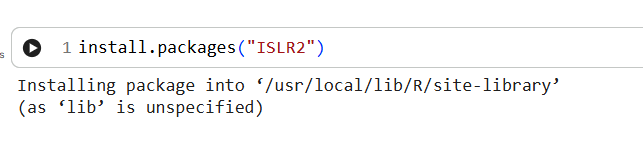 1 install.packages("ISLR2")
Installing package into ‘/usr/local/lib/R/site-library’
(as ‘lib’ is unspecified)